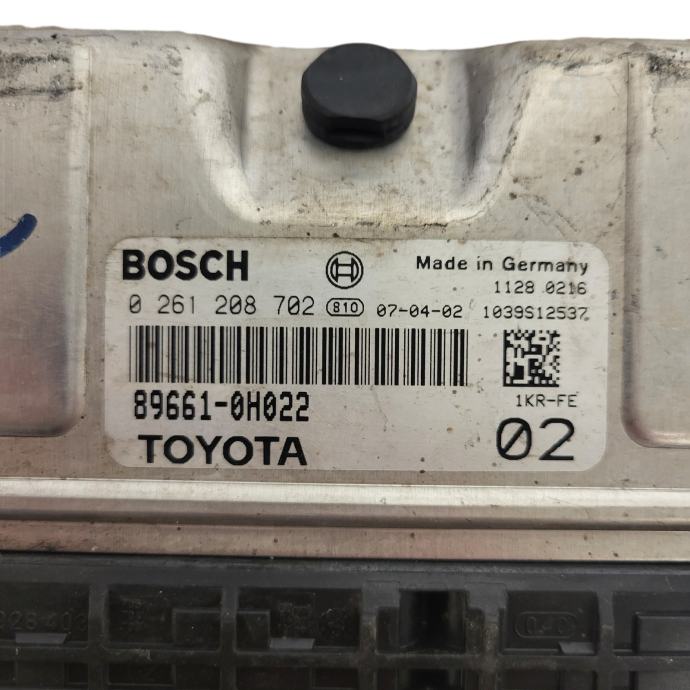 BOSCH Made in Germany
1128 0216
0 261 208 702 810 07-04-02 1039S12537
89661-0H022 1KR-FE
TOYOTA 02